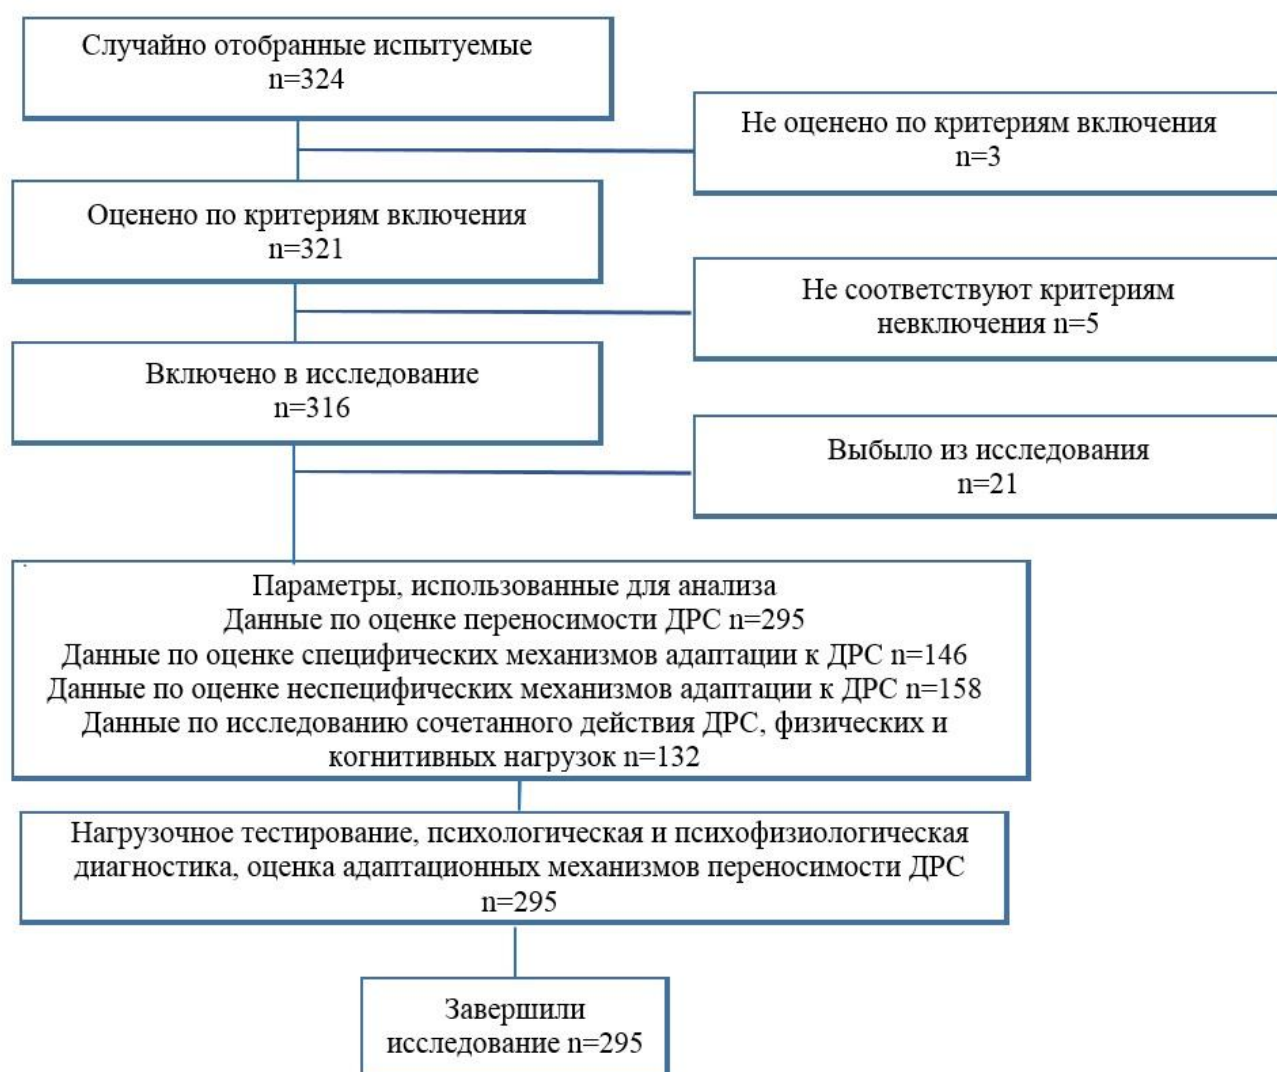 Случайно отобранные испытуемые
n=324
Не оценено по критериям включения
n=3
Оценено по критериям включения
n=321
Не соответствуют критериям
невключения n=5
Включено в исследование
n=316
Выбыло из исследования
n=21
Параметры, использованные для анализа
Данные по оценке переносимости ДРС n=295
Данные по оценке специфических механизмов адаптации к ДРС n=146
Данные по оценке неспецифических механизмов адаптации к ДРС n=158
Данные по исследованию сочетанного действия ДРС, физических и
когнитивных нагрузок n=132
Нагрузочное тестирование, психологическая и психофизиологическая
диагностика, оценка адаптационных механизмов переносимости ДРС
n=295
Завершили
исследование n=295